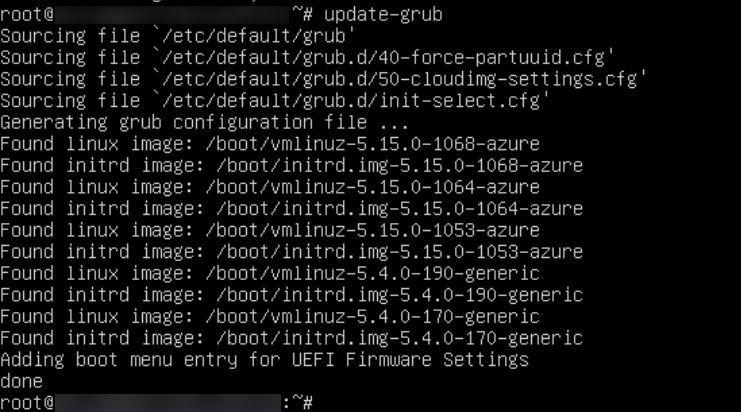 root@ ~# update-grub
Sourcing file `/etc/default/grub'
Sourcing file `/etc/default/grub.d/40-force-partuuid.cfg'
Sourcing file `/etc/default/grub.d/50-cloudimg-settings.cfg'
Sourcing file `/etc/default/grub.d/init-select.cfg'
Generating grub configuration file ...
Found linux image: /boot/vmlinuz-5.15.0-1068-azure
Found initrd image: /boot/initrd.img-5.15.0-1068-azure
Found linux image: /boot/vmlinuz-5.15.0-1064-azure
Found initrd image: /boot/initrd.img-5.15.0-1064-azure
Found linux image: /boot/vmlinuz-5.15.0-1053-azure
Found initrd image: /boot/initrd.img-5.15.0-1053-azure
Found linux image: /boot/vmlinuz-5.4.0-190-generic
Found initrd image: /boot/initrd.img-5.4.0-190-generic
Found linux image: /boot/vmlinuz-5.4.0-170-generic
Found initrd image: /boot/initrd.img-5.4.0-170-generic
Adding boot menu entry for UEFI Firmware Settings
done
root@ :~#